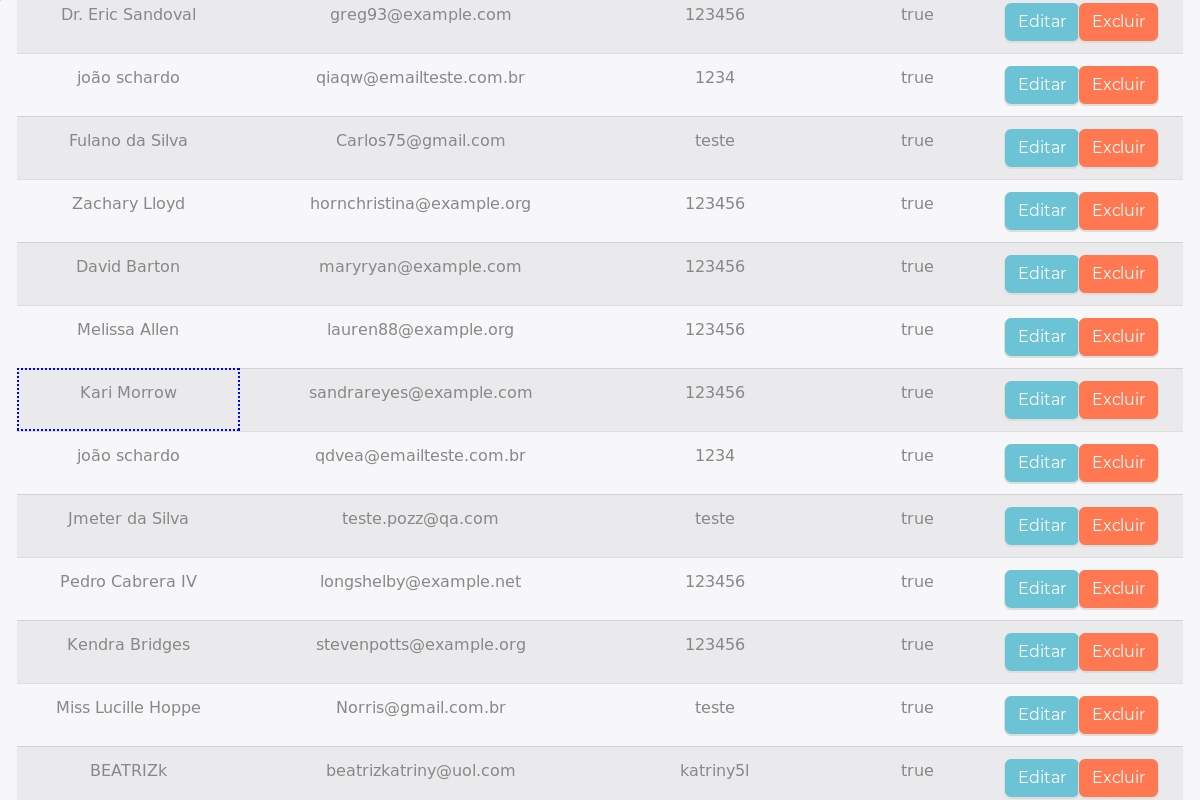 Dr. Eric Sandoval greg93@example.com 123456 true Editar Excluir
joão schardo qiaqw@emailteste.com.br 1234 true Editar Excluir
Fulano da Silva Carlos75@gmail.com teste true Editar Excluir
Zachary Lloyd hornchristina@example.org 123456 true Editar Excluir
David Barton maryryan@example.com 123456 true Editar Excluir
Melissa Allen lauren88@example.org 123456 true Editar Excluir
Kari Morrow sandrareyes@example.com 123456 true Editar Excluir
joão schardo qdvea@emailteste.com.br 1234 true Editar Excluir
Jmeter da Silva teste.pozz@qa.com teste true Editar Excluir
Pedro Cabrera IV longshelby@example.net 123456 true Editar Excluir
Kendra Bridges stevenpotts@example.org 123456 true Editar Excluir
Miss Lucille Hoppe Norris@gmail.com.br teste true Editar Excluir
BEATRIZk beatrizkatriny@uol.com katriny5l true Editar Excluir